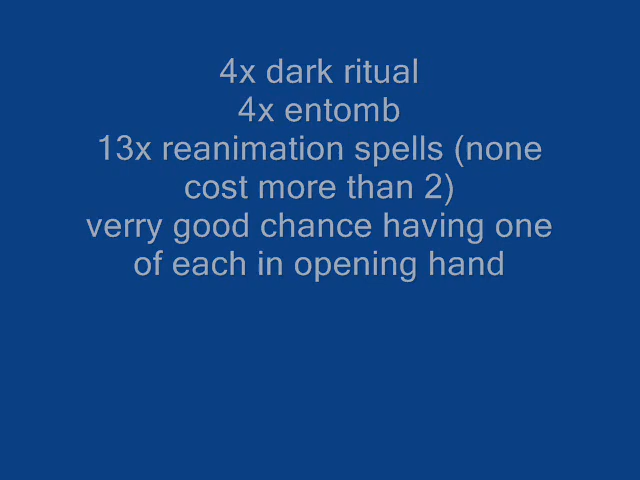 4x dark ritual
4x entomb
13x reanimation spells (none
cost more than 2)
verry good chance having one
of each in opening hand